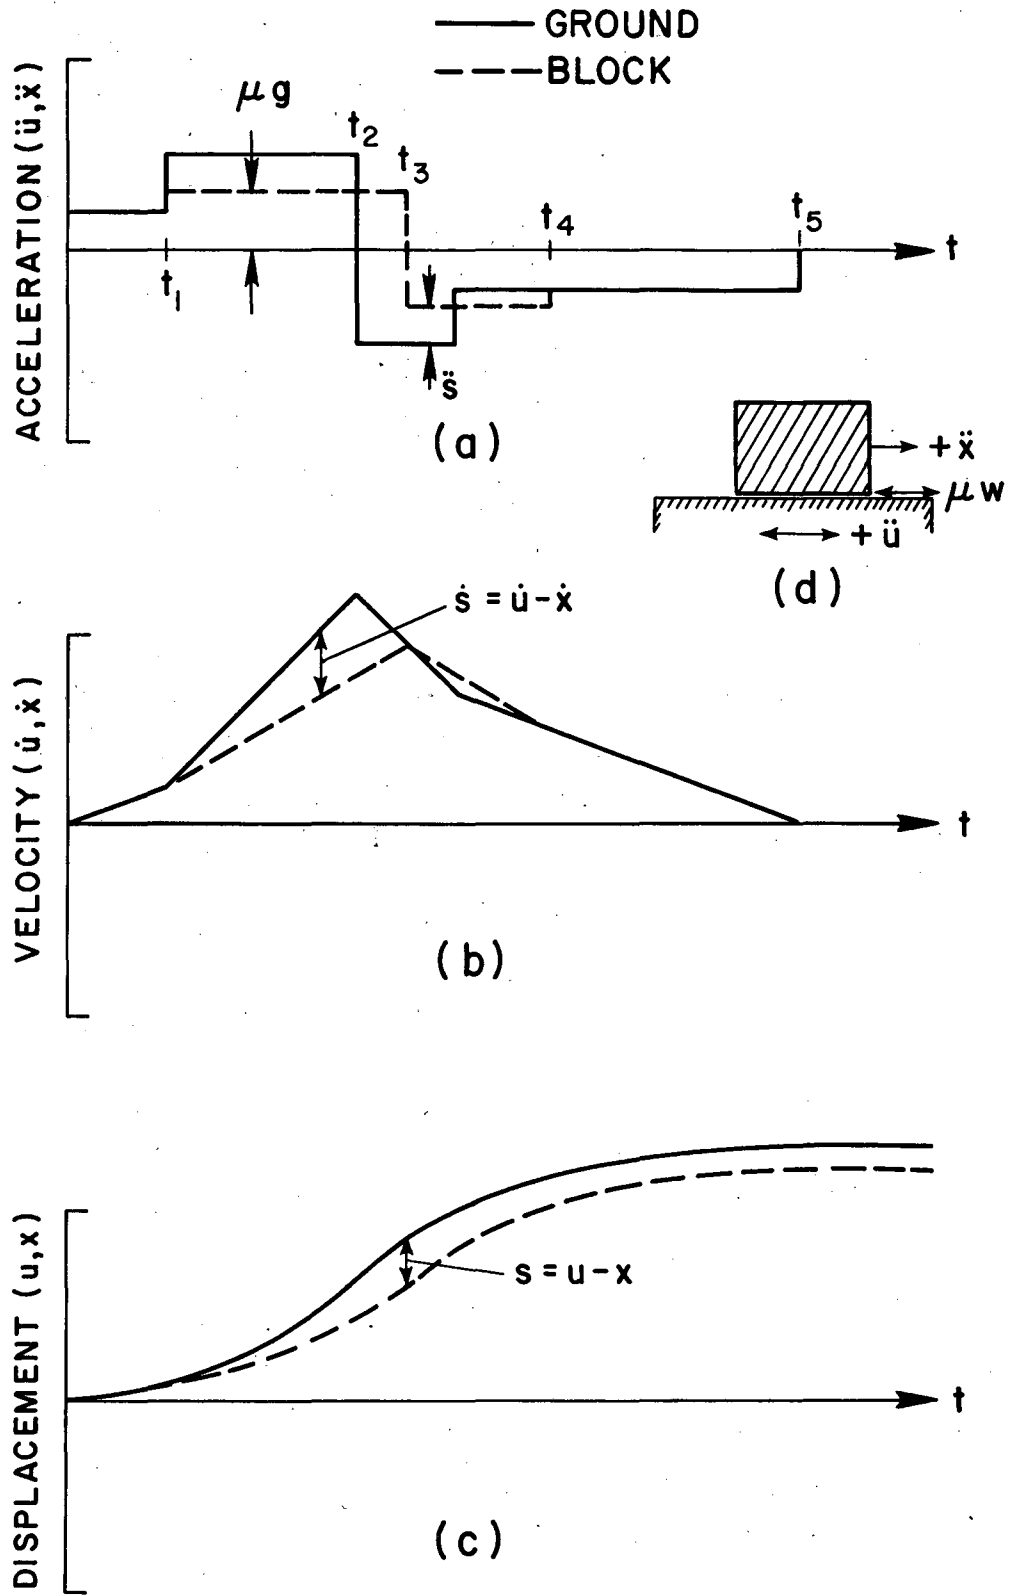 GROUND
BLOCK
ACCELERATION (ü,ẍ)
μg
t2
t3
t4
t5
t
t1
s̈
(a)
+ẍ
μw
+ü
(d)
VELOCITY (u̇,ẋ)
ṡ = u̇-ẋ
t
(b)
DISPLACEMENT (u,x)
s = u-x
t
(c)